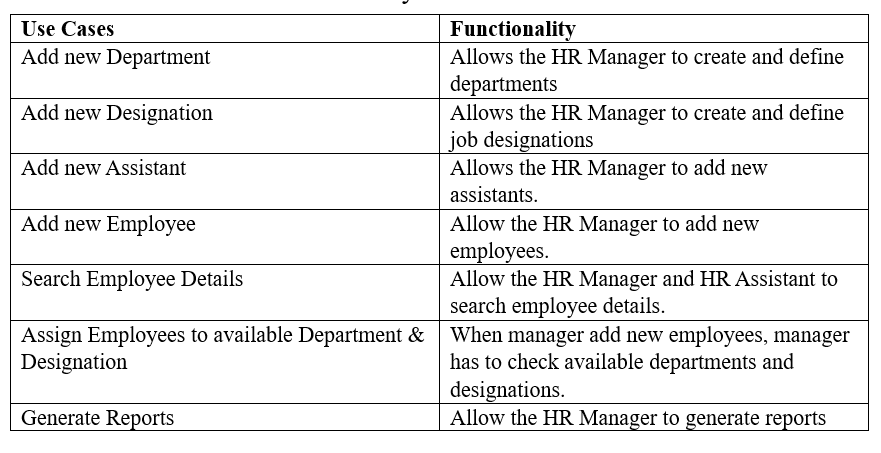 Use Cases
Functionality
Add new Department
Allows the HR Manager to create and define
departments
Add new Designation
Allows the HR Manager to create and define
job designations
Add new Assistant
Allows the HR Manager to add new
assistants.
Add new Employee
Allow the HR Manager to add new
employees.
Search Employee Details
Allow the HR Manager and HR Assistant to
search employee details.
Assign Employees to available Department &
Designation
When manager add new employees, manager
has to check available departments and
designations.
Generate Reports
Allow the HR Manager to generate reports